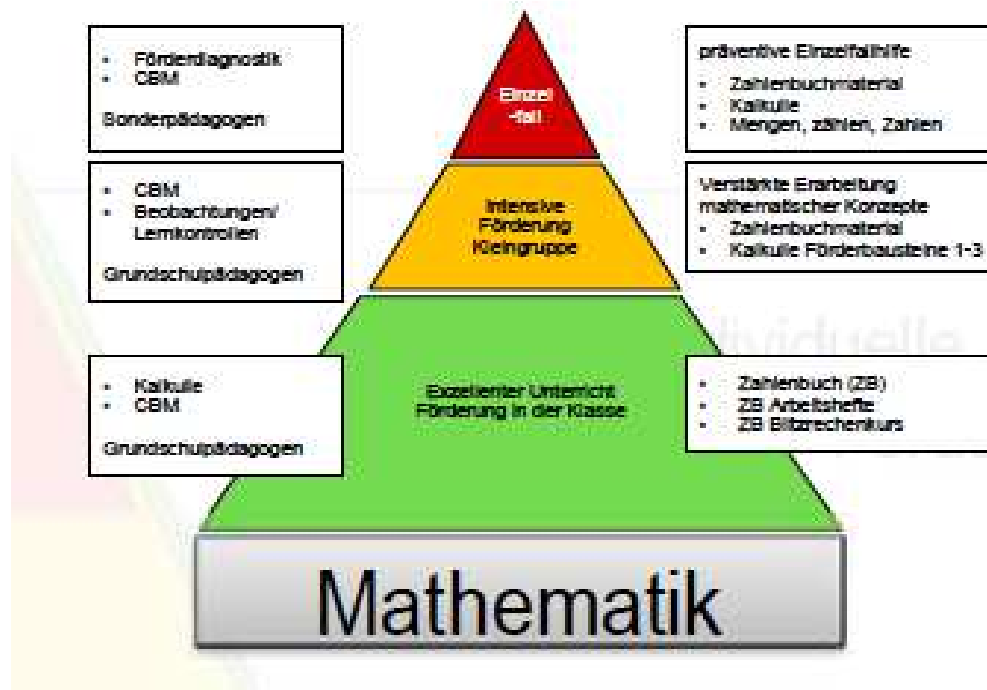 • Förderdiagnostik
• CBM
Sonderpädagogen
Einzel
-fall
präventive Einzelfallhilfe
• Zahlenbuchmaterial
• Kalkulie
• Mengen, zählen, Zahlen
• CBM
• Beobachtungen/
Lernkontrollen
Grundschulpädagogen
Intensive
Förderung
Kleingruppe
Verstärkte Erarbeitung
mathematischer Konzepte
• Zahlenbuchmaterial
• Kalkulie Förderbausteine 1-3
• Kalkulie
• CBM
Grundschulpädagogen
Exzellenter Unterricht
Förderung in der Klasse
• Zahlenbuch (ZB)
• ZB Arbeitshefte
• ZB Blitzrechenkurs
Mathematik